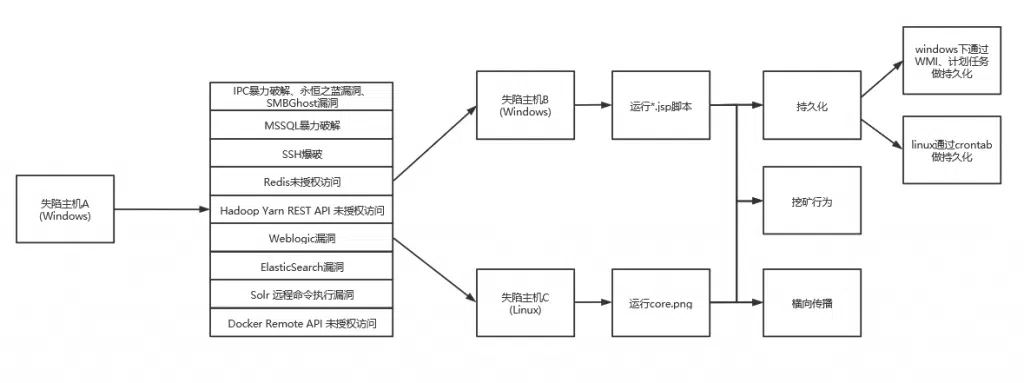 失陷主机A
(Windows)
IPC暴力破解、永恒之蓝漏洞、
SMBGhost漏洞
MSSQL暴力破解
SSH爆破
Redis未授权访问
Hadoop Yarn REST API 未授权访问
Weblogic漏洞
ElasticSearch漏洞
Solr 远程命令执行漏洞
Docker Remote API 未授权访问
失陷主机B
(Windows)
运行*.jsp脚本
持久化
windows下通过
WMI、计划任务
做持久化
linux通过crontab
做持久化
挖矿行为
失陷主机C
(Linux)
运行core.png
横向传播